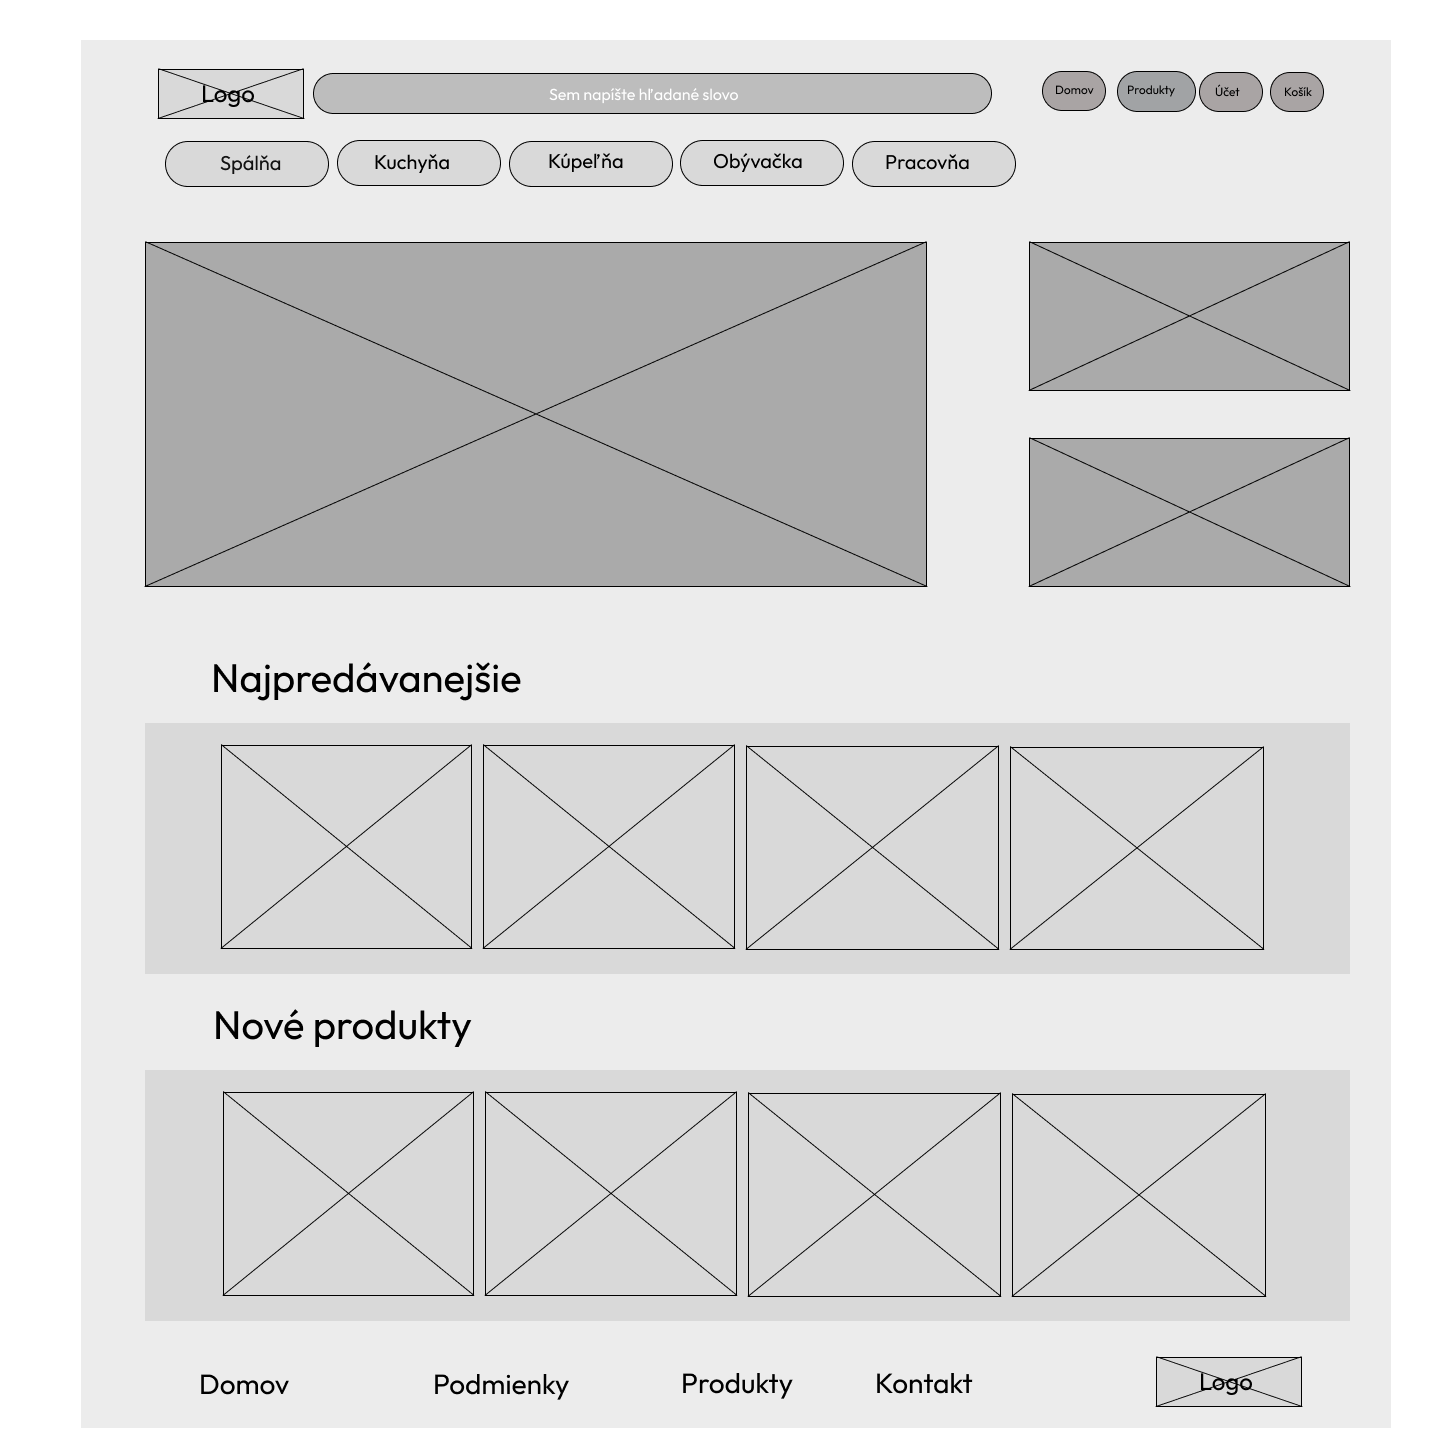 Logo
Sem napíšte hľadané slovo
Domov
Produkty
Účet
Košík
Spálňa
Kuchyňa
Kúpeľňa
Obývačka
Pracovňa
Najpredávanejšie
Nové produkty
Domov
Podmienky
Produkty
Kontakt
Logo